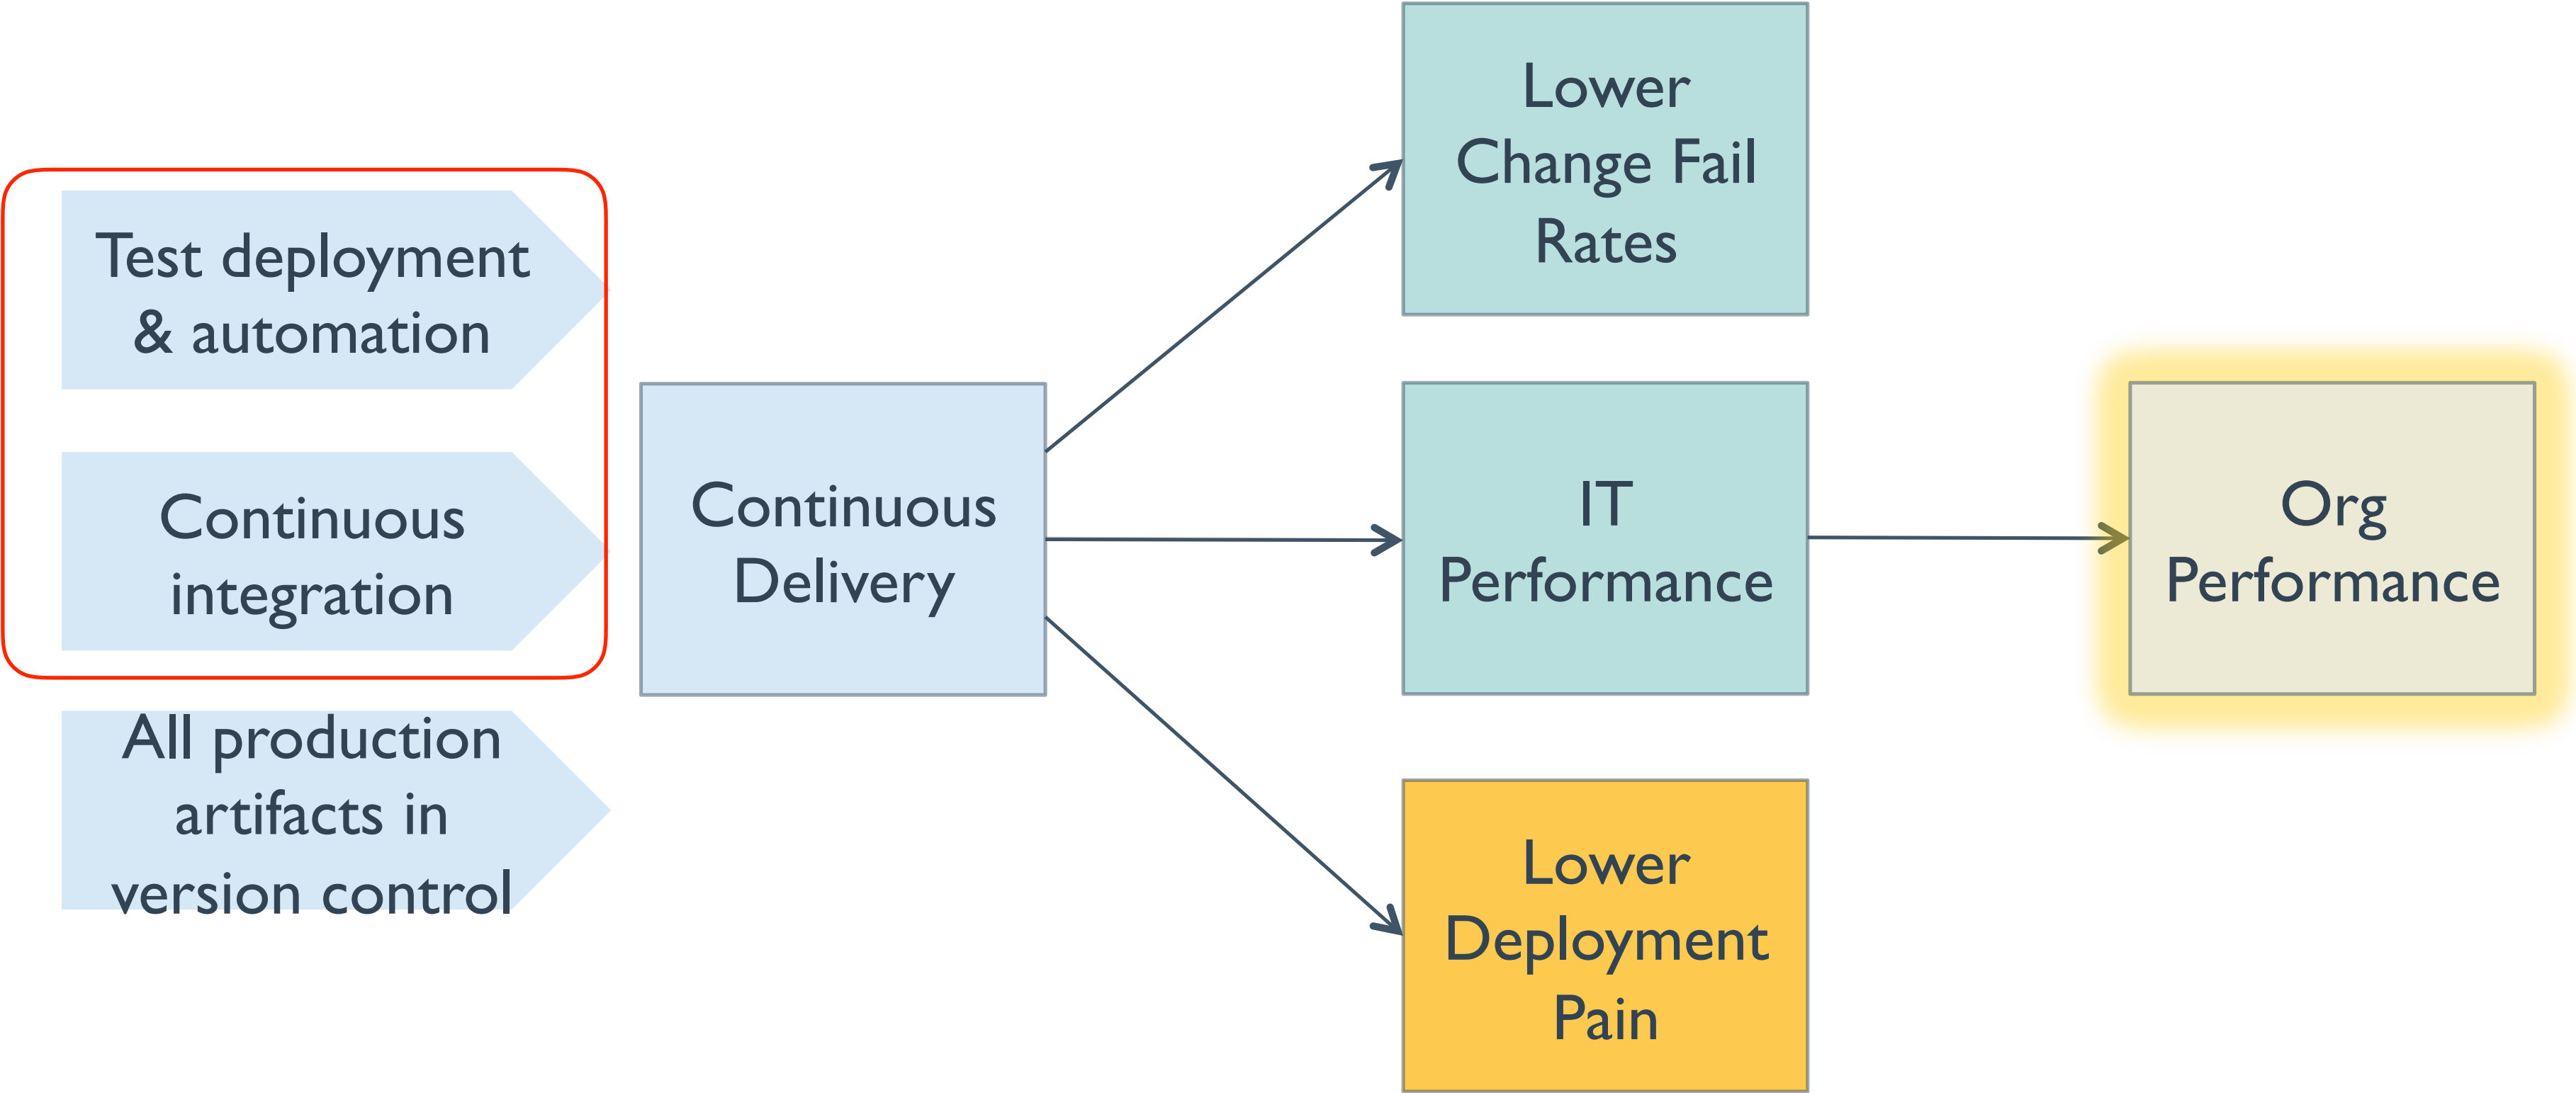 Test deployment
& automation
Continuous
integration
All production
artifacts in
version control
Continuous
Delivery
Lower
Change Fail
Rates
IT
Performance
Lower
Deployment
Pain
Org
Performance